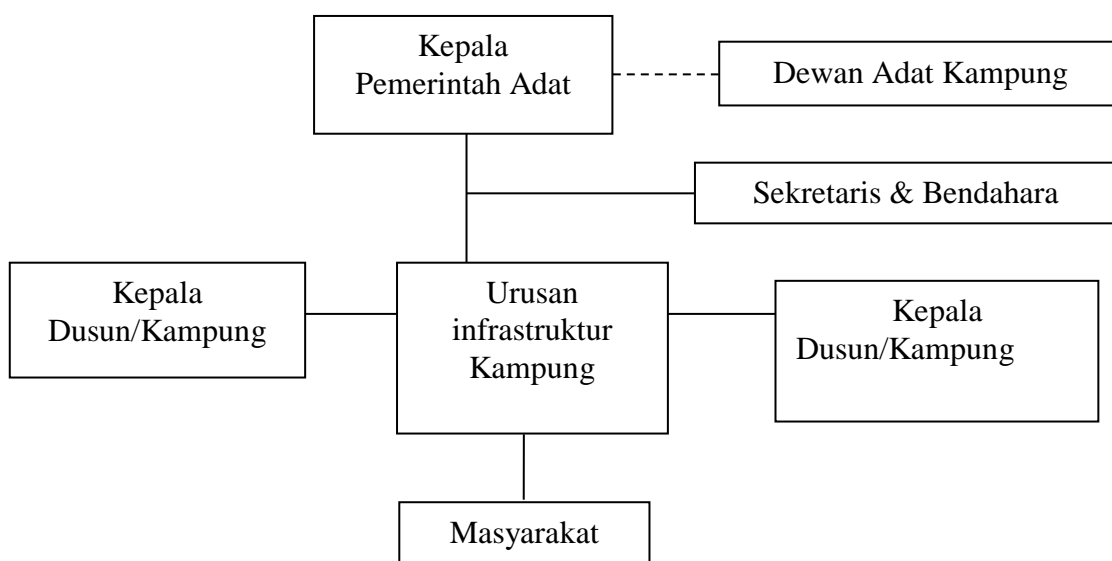 Kepala
Pemerintah Adat
Dewan Adat Kampung
Sekretaris & Bendahara
Kepala
Dusun/Kampung
Urusan
infrastruktur
Kampung
Kepala
Dusun/Kampung
Masyarakat